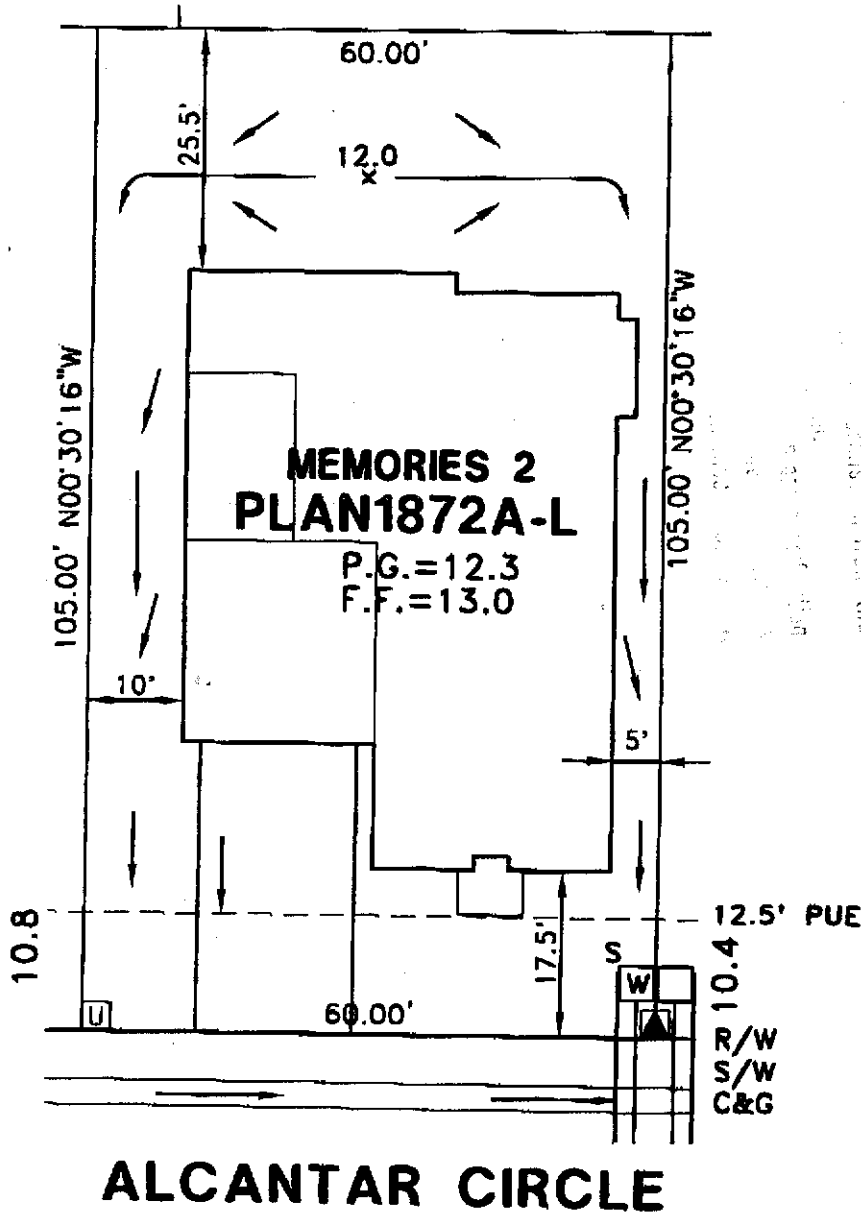 60.00'
25.5'
12.0
x
105.00' N00°30'16"W
105.00' N00°30'16"W
MEMORIES 2
PLAN1872A-L
P.G.=12.3
F.F.=13.0
10'
5'
12.5' PUE
10.8
17.5'
S
W
10.4
U
60.00'
R/W
S/W
C&G
ALCANTAR CIRCLE